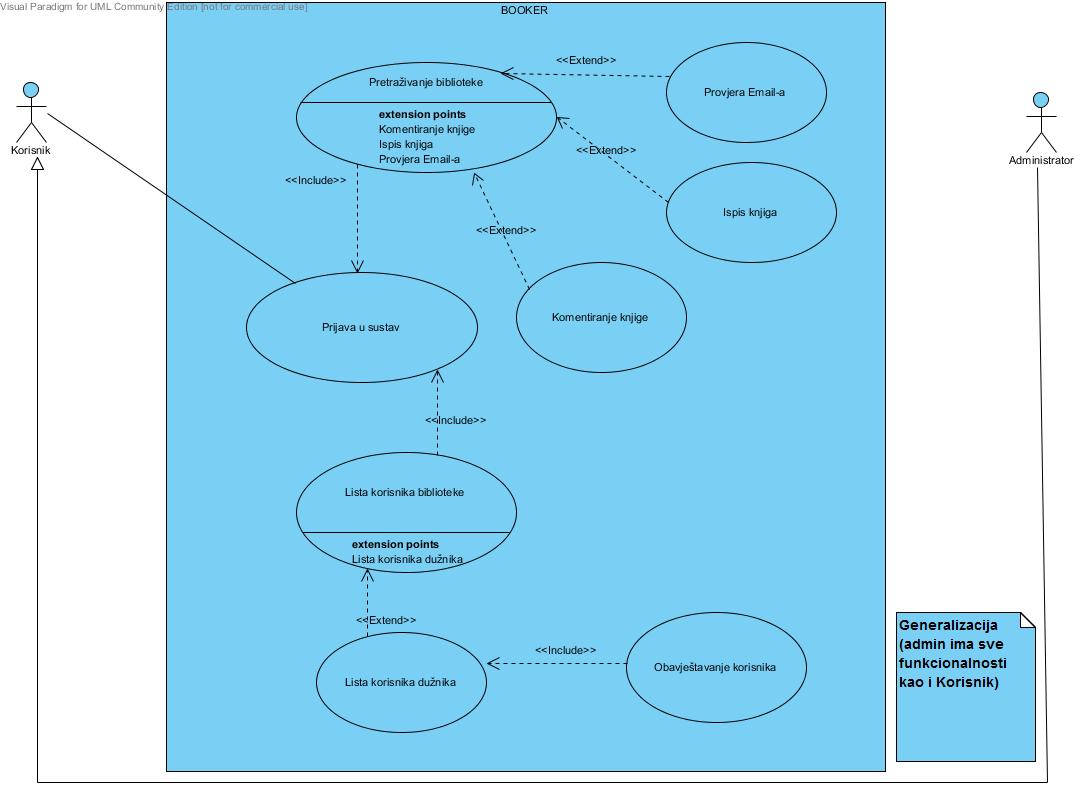 Visual Paradigm for UML Community Edition [not for commercial use]
BOOKER
<<Extend>>
Pretraživanje biblioteke
Provjera Email-a
extension points
Komentiranje knjige
Ispis knjiga
Provjera Email-a
Korisnik
<<Extend>>
Administrator
<<Include>>
Ispis knjiga
<<Extend>>
Komentiranje knjige
Prijava u sustav
<<Include>>
Lista korisnika biblioteke
extension points
Lista korisnika dužnika
<<Extend>>
Generalizacija
(admin ima sve
funkcionalnosti
kao i Korisnik)
<<Include>>
Obavještavanje korisnika
Lista korisnika dužnika